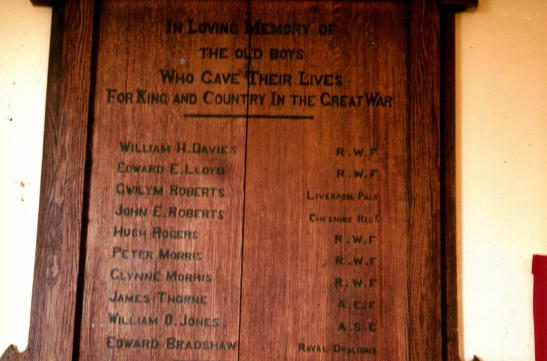 In Loving Memory of
the old boys
Who Gave Their Lives
For King and Country In the Great War
William H. Davies R.W.F
Edward E. Lloyd R.W.F
Gwilym Roberts Liverpool Pals
John E. Roberts Cheshire Regt
Hugh Rogers R.W.F
Peter Morris R.W.F
Glynne Morris R.W.F
James Thorne A.E.F
William O. Jones A.S.C
Edward Bradshaw Royal Dragoons